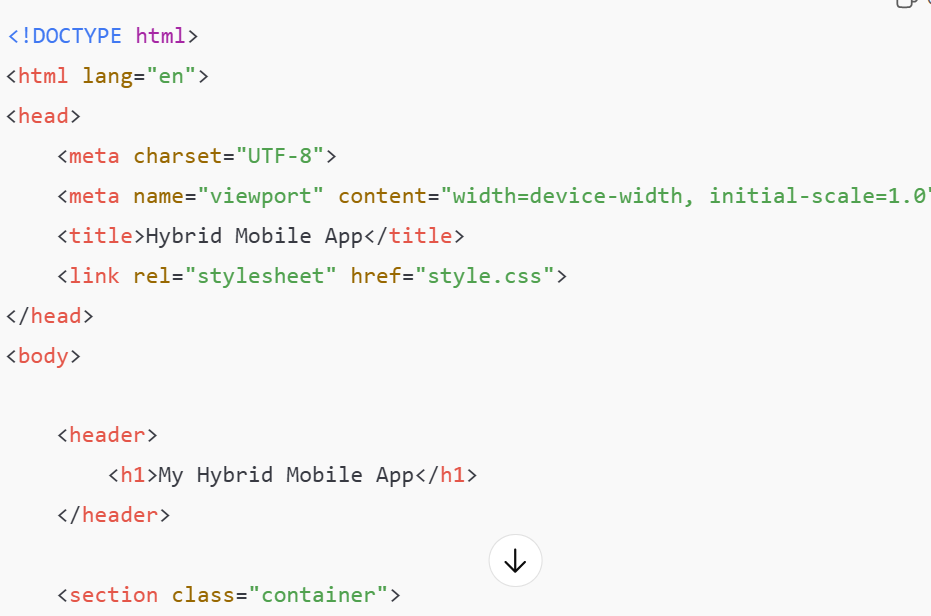 <!DOCTYPE html>
<html lang="en">
<head>
    <meta charset="UTF-8">
    <meta name="viewport" content="width=device-width, initial-scale=1.0"
    <title>Hybrid Mobile App</title>
    <link rel="stylesheet" href="style.css">
</head>
<body>
    <header>
        <h1>My Hybrid Mobile App</h1>
    </header>
    <section class="container">